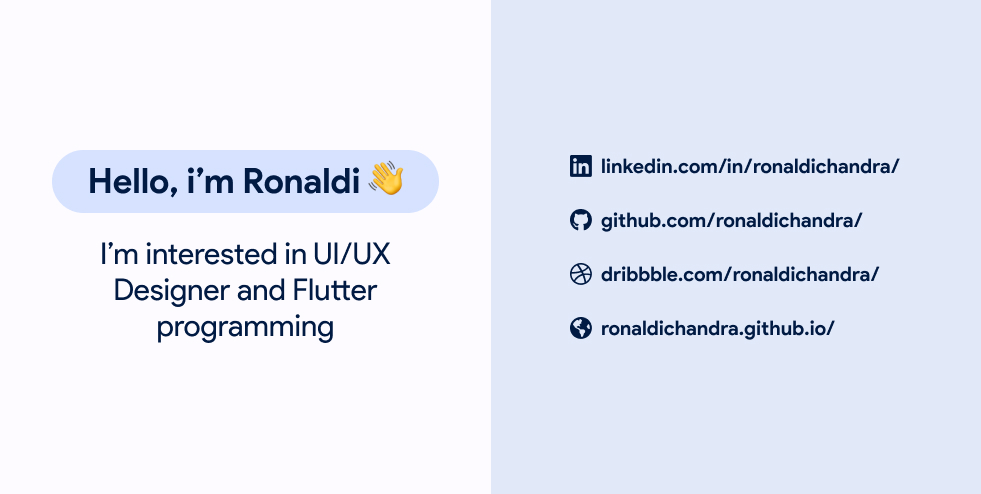 Hello, i’m Ronaldi 👋
I’m interested in UI/UX
Designer and Flutter
programming
linkedin.com/in/ronaldichandra/
github.com/ronaldichandra/
dribbble.com/ronaldichandra/
ronaldichandra.github.io/